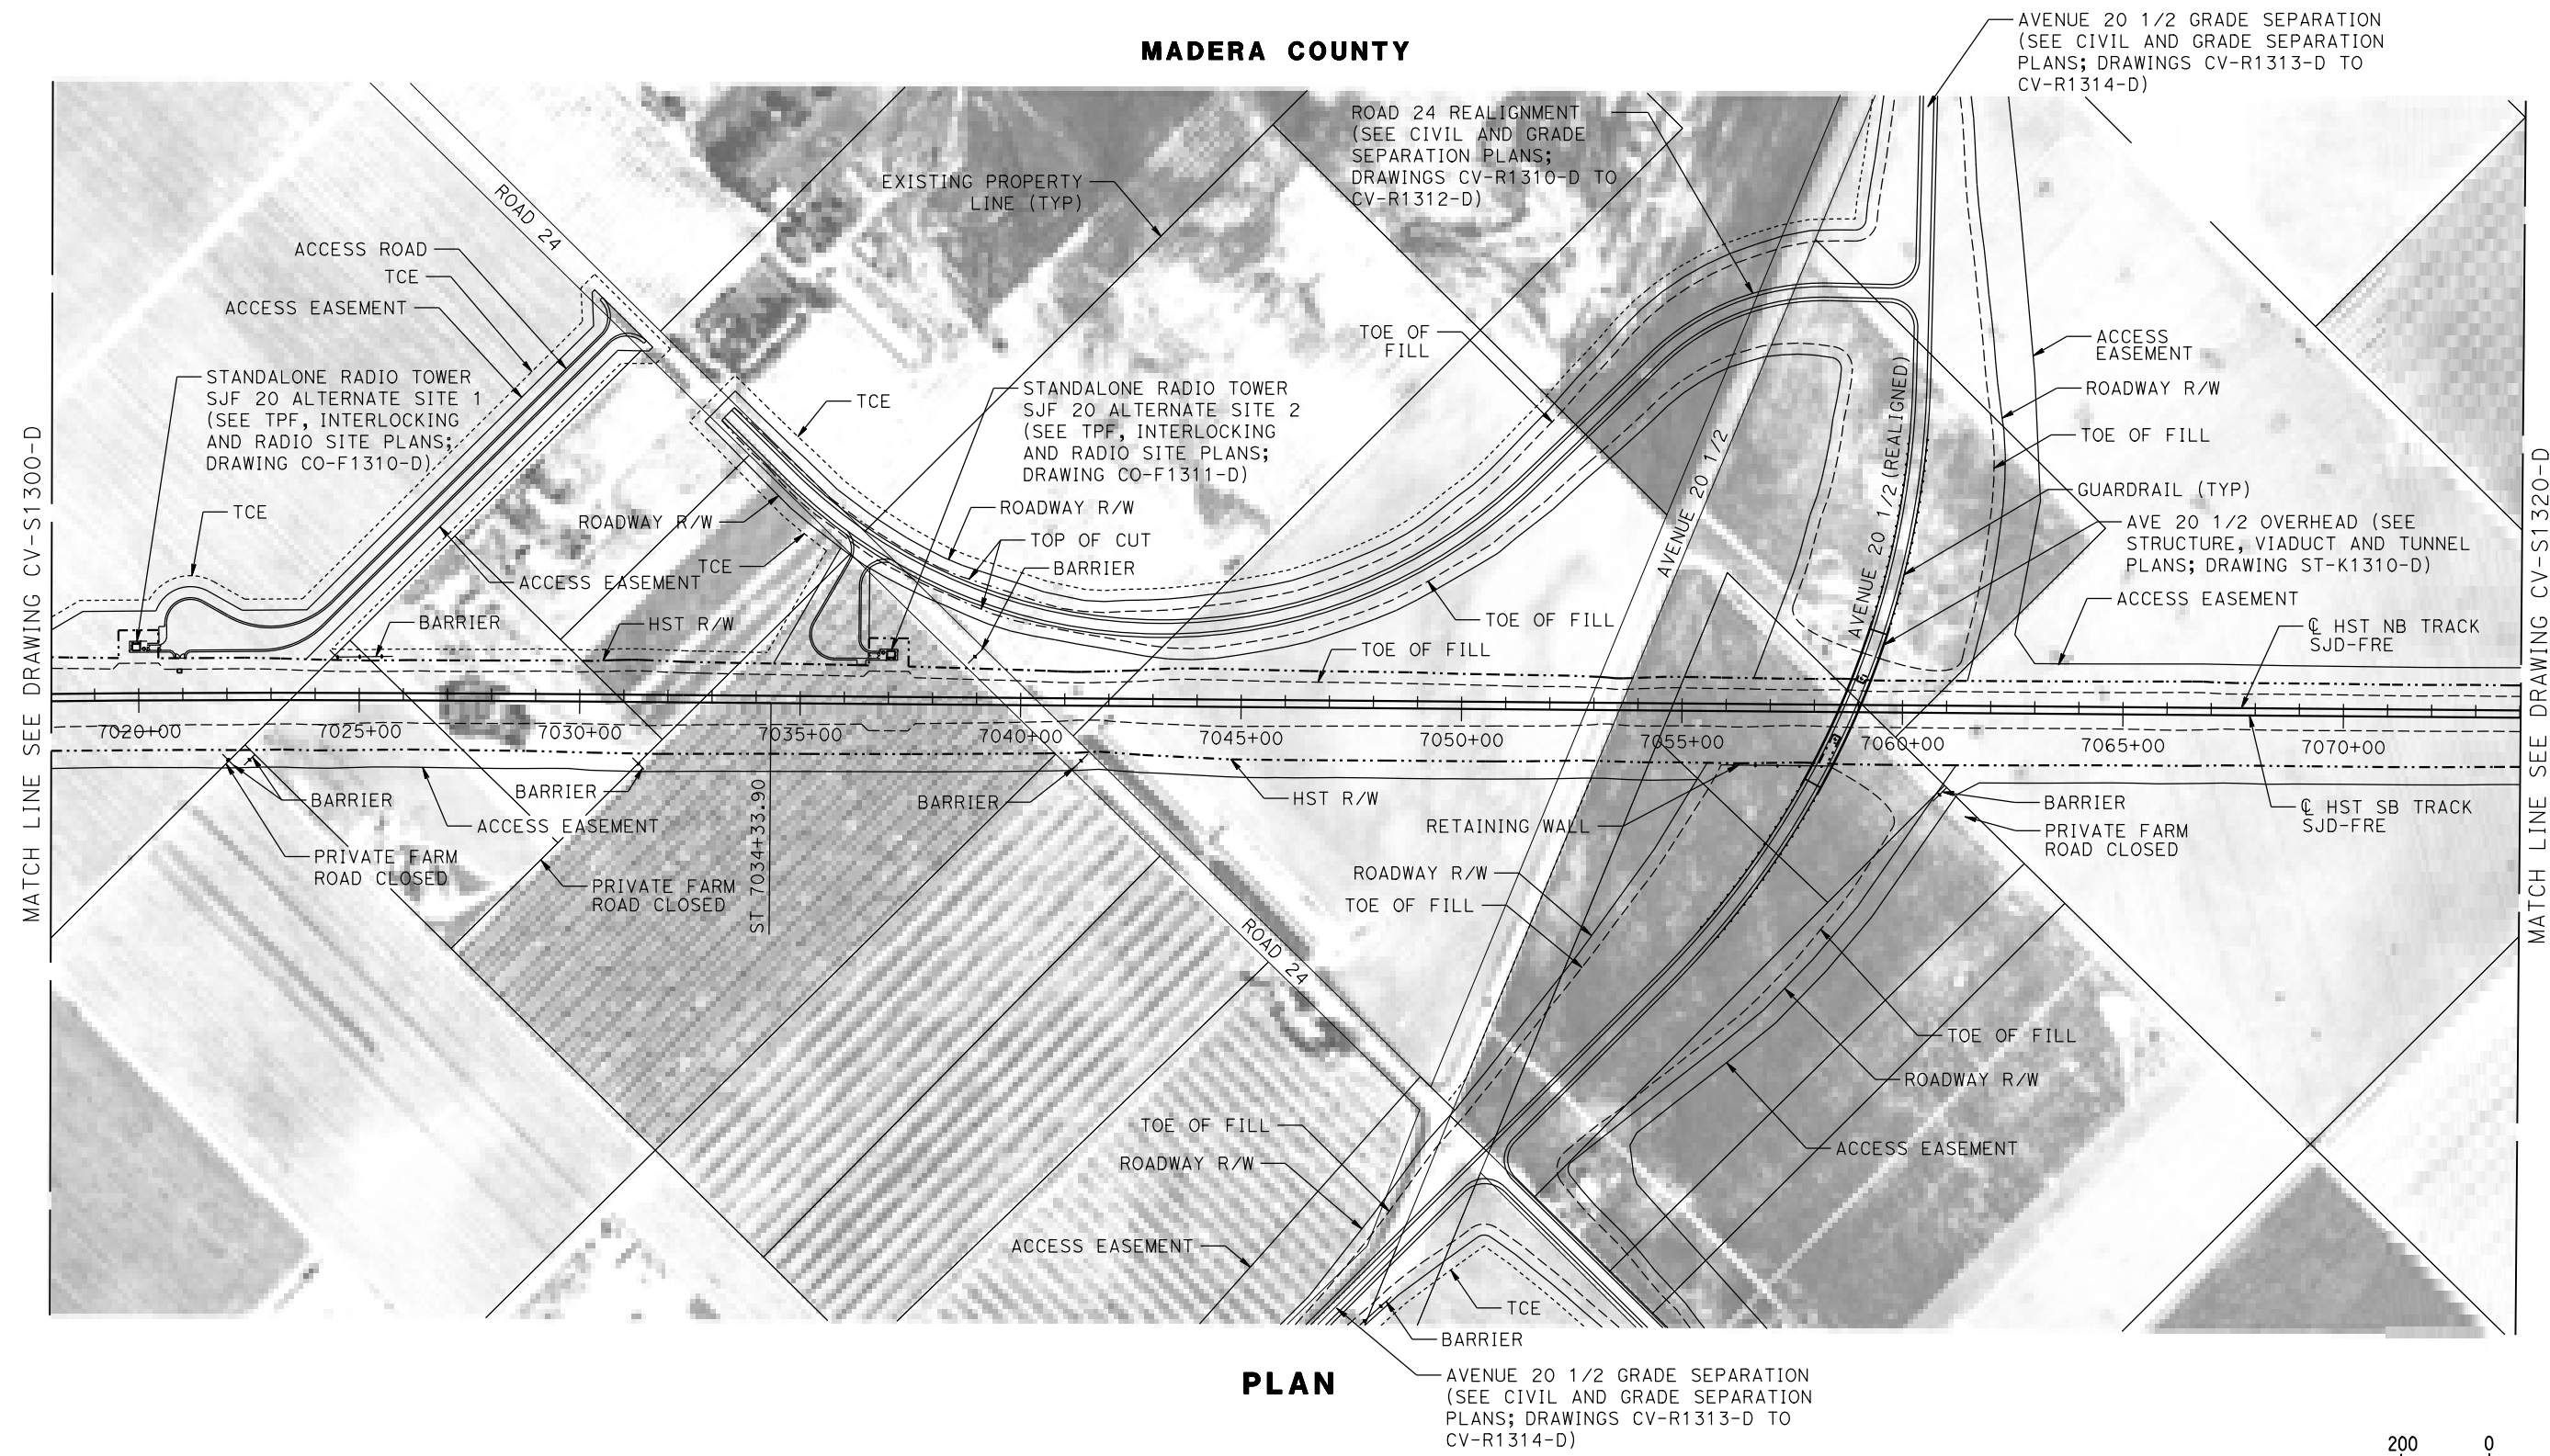 MADERA COUNTY
AVENUE 20 1/2 GRADE SEPARATION
(SEE CIVIL AND GRADE SEPARATION
PLANS; DRAWINGS CV-R1313-D TO
CV-R1314-D)
ROAD 24 REALIGNMENT
(SEE CIVIL AND GRADE
SEPARATION PLANS;
DRAWINGS CV-R1310-D TO
CV-R1312-D)
EXISTING PROPERTY
LINE (TYP)
ROAD 24
ACCESS ROAD
TCE
ACCESS EASEMENT
STANDALONE RADIO TOWER
SJF 20 ALTERNATE SITE 1
(SEE TPF, INTERLOCKING
AND RADIO SITE PLANS;
DRAWING CO-F1310-D)
TCE
TCE
STANDALONE RADIO TOWER
SJF 20 ALTERNATE SITE 2
(SEE TPF, INTERLOCKING
AND RADIO SITE PLANS;
DRAWING CO-F1311-D)
TOE OF
FILL
ACCESS
EASEMENT
ROADWAY R/W
TOE OF FILL
GUARDRAIL (TYP)
AVE 20 1/2 OVERHEAD (SEE
STRUCTURE, VIADUCT AND TUNNEL
PLANS; DRAWING ST-K1310-D)
ACCESS EASEMENT
℄ HST NB TRACK
SJD-FRE
AVENUE 20 1/2
AVENUE 20 1/2 (REALIGNED)
ROADWAY R/W
ROADWAY R/W
TOP OF CUT
BARRIER
TCE
ACCESS EASEMENT
BARRIER
HST R/W
TOE OF FILL
TOE OF FILL
MATCH LINE SEE DRAWING CV-S1300-D
MATCH LINE SEE DRAWING CV-S1320-D
7020+00
7025+00
7030+00
7035+00
7040+00
7045+00
7050+00
7055+00
7060+00
7065+00
7070+00
BARRIER
BARRIER
BARRIER
HST R/W
BARRIER
℄ HST SB TRACK
SJD-FRE
ACCESS EASEMENT
RETAINING WALL
PRIVATE FARM
ROAD CLOSED
PRIVATE FARM
ROAD CLOSED
PRIVATE FARM
ROAD CLOSED
ST 7034+33.90
ROADWAY R/W
TOE OF FILL
ROAD 24
TOE OF FILL
ROADWAY R/W
ACCESS EASEMENT
TOE OF FILL
ROADWAY R/W
ACCESS EASEMENT
TCE
BARRIER
PLAN
AVENUE 20 1/2 GRADE SEPARATION
(SEE CIVIL AND GRADE SEPARATION
PLANS; DRAWINGS CV-R1313-D TO
CV-R1314-D)
200 0